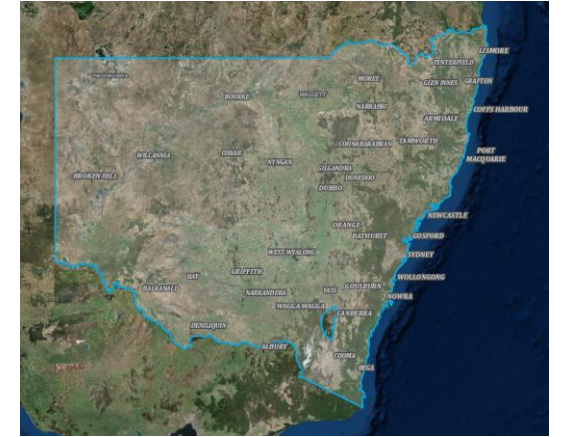 LISMORE
TENTERFIELD
TIBOOBURRA
MOREE
GLEN INNES
GRAFTON
BOURKE
WALGETT
NARRABRI
COFFS HARBOUR
ARMIDALE
COONABARABRAN
TAMWORTH
PORT
MACQUARIE
WILCANNIA
COBAR
NYNGAN
GILGANDRA
BROKEN HILL
DUNEDOO
DUBBO
NEWCASTLE
ORANGE
BATHURST
GOSFORD
SYDNEY
WEST WYALONG
GRIFFITH
HAY
WOLLONGONG
BALRANALD
GOULBURN
YASS
NARRANDERA
NOWRA
WAGGA WAGGA
CANBERRA
DENILIQUIN
ALBURY
COOMA
BEGA